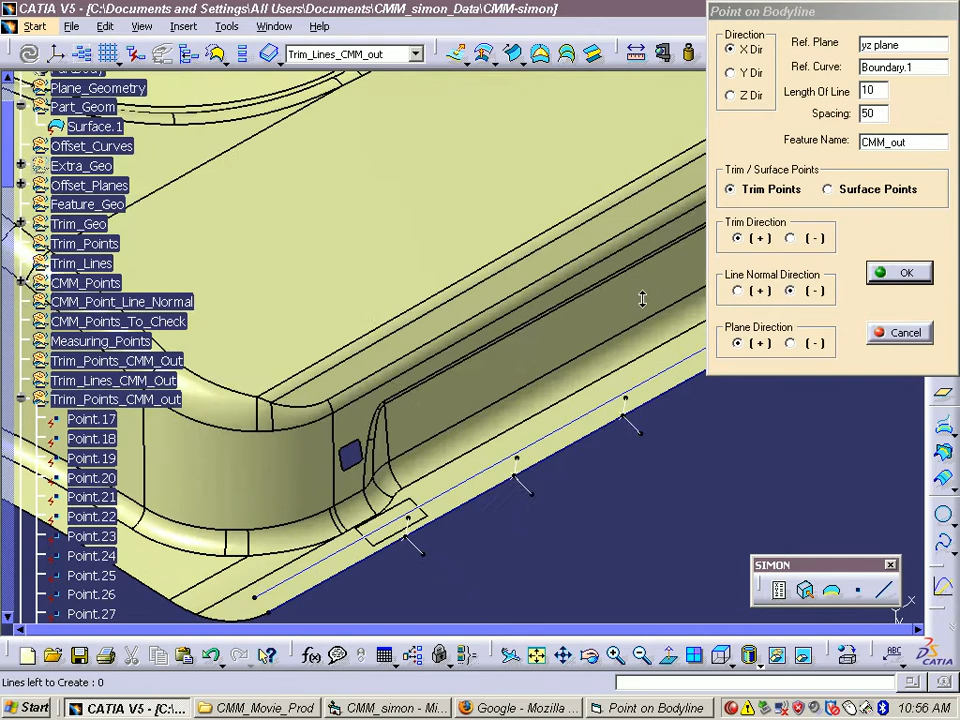 CATIA V5 - [C:\Documents and Settings\All Users\Documents\CMM_simon_Data\CMM-simon]
Start File Edit View Insert Tools Window Help
Trim_Lines_CMM_out
Plane_Geometry
Part_Geom
Surface.1
Offset_Curves
Extra_Geo
Offset_Planes
Feature_Geo
Trim_Geo
Trim_Points
Trim_Lines
CMM_Points
CMM_Point_Line_Normal
CMM_Points_To_Check
Measuring_Points
Trim_Points_CMM_Out
Trim_Lines_CMM_Out
Trim_Points_CMM_out
Point.17
Point.18
Point.19
Point.20
Point.21
Point.22
Point.23
Point.24
Point.25
Point.26
Point.27
Point on Bodyline
Direction
X Dir
Y Dir
Z Dir
Ref. Plane yz plane
Ref. Curve: Boundary.1
Length Of Line 10
Spacing: 50
Feature Name: CMM_out
Trim / Surface Points
Trim Points Surface Points
Trim Direction
( + ) ( - )
Line Normal Direction
( + ) ( - )
Plane Direction
( + ) ( - )
OK
Cancel
SIMON
X
Y
f(x)
ABC
CATIA
Lines left to Create : 0
Start CATIA V5 - [C:\... CMM_Movie_Prod CMM_simon - Mi... Google - Mozilla ... Point on Bodyline 10:56 AM